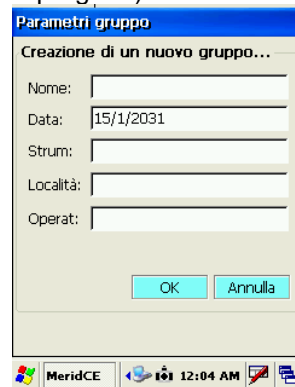 Parametri gruppo
Creazione di un nuovo gruppo...
Nome:
Data: 15/1/2031
Strum:
Località:
Operat:
OK Annulla
MeridCE 12:04 AM